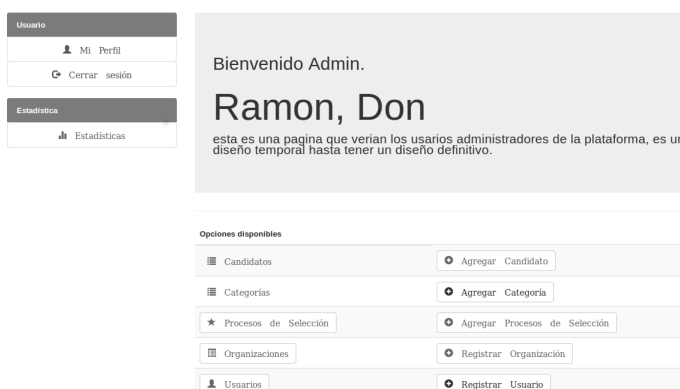 Usuario
Mi Perfil
Cerrar sesión
Estadística
Estadísticas
Bienvenido Admin.
Ramon, Don
esta es una pagina que verian los usarios administradores de la plataforma, es
diseño temporal hasta tener un diseño definitivo.
Opciones disponibles
Candidatos Agregar Candidato
Categorías Agregar Categoría
Procesos de Selección Agregar Procesos de Selección
Organizaciones Registrar Organización
Usuarios Registrar Usuario